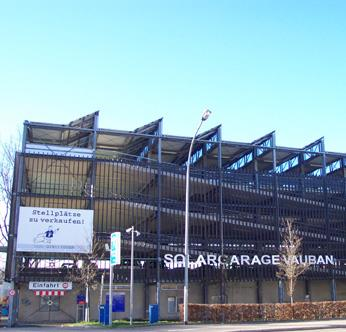 Stellplätze
zu verkaufen!
SOLARGARAGE VAUBAN
Einfahrt